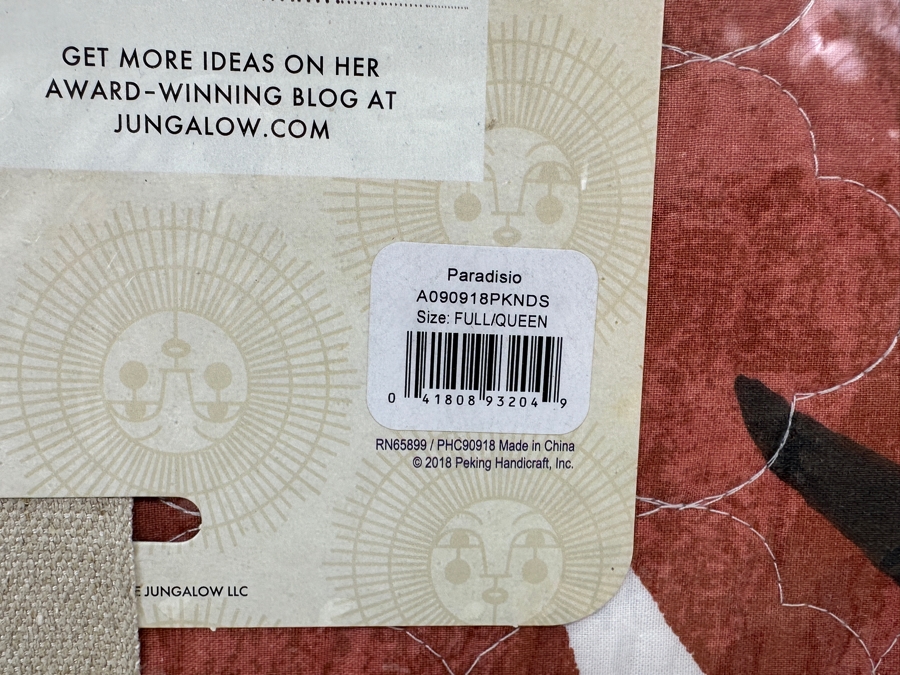 GET MORE IDEAS ON HER
AWARD-WINNING BLOG AT
JUNGALOW.COM
Paradisio
A090918PKNDS
Size: FULL/QUEEN
0 41808 93204 9
RN65899 / PHC90918 Made in China
© 2018 Peking Handicraft, Inc.
JUNGALOW LLC